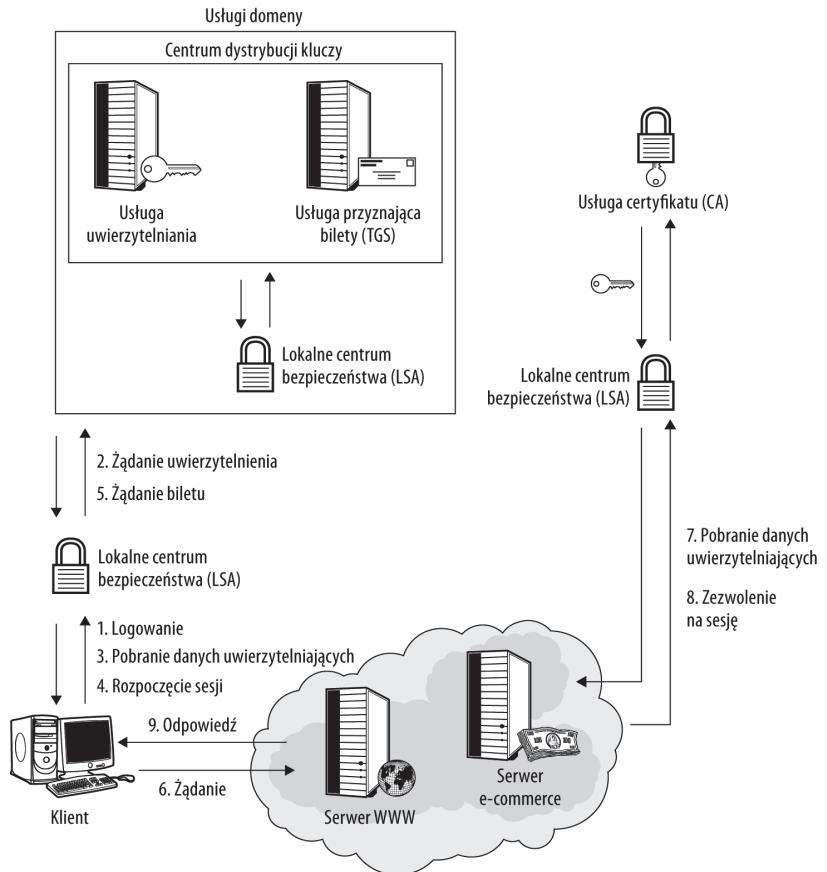 Usługi domeny
Centrum dystrybucji kluczy
Usługa
uwierzytelniania
Usługa przyznająca
bilety (TGS)
Lokalne centrum
bezpieczeństwa (LSA)
Usługa certyfikatu (CA)
Lokalne centrum
bezpieczeństwa (LSA)
2. Żądanie uwierzytelnienia
5. Żądanie biletu
Lokalne centrum
bezpieczeństwa (LSA)
1. Logowanie
3. Pobranie danych uwierzytelniających
4. Rozpoczęcie sesji
7. Pobranie danych
uwierzytelniających
8. Zezwolenie
na sesję
9. Odpowiedź
6. Żądanie
Klient
Serwer WWW
Serwer
e-commerce
100
100